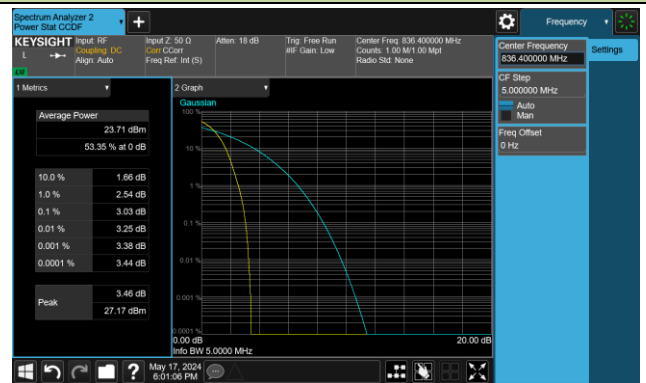 Spectrum Analyzer 2
Power Stat CCDF
+
Frequency
KEYSIGHT
L
Input: RF
Coupling: DC
Align: Auto
Input Z: 50 Ω
Corr CCorr
Freq Ref: Int (S)
Atten: 18 dB
Trig: Free Run
#IF Gain: Low
Center Freq: 836.400000 MHz
Counts: 1.00 M/1.00 Mpt
Radio Std: None
Center Frequency
836.400000 MHz
Settings
CF Step
5.000000 MHz
Auto
Man
Freq Offset
0 Hz
1 Metrics
Average Power
23.71 dBm
53.35 % at 0 dB
10.0 % 1.66 dB
1.0 % 2.54 dB
0.1 % 3.03 dB
0.01 % 3.25 dB
0.001 % 3.38 dB
0.0001 % 3.44 dB
Peak
3.46 dB
27.17 dBm
2 Graph
Gaussian
100 %
10 %
1 %
0.1 %
0.01 %
0.001 %
0.0001 %
0.00 dB
20.00 dB
Info BW 5.0000 MHz
?
May 17, 2024
6:01:06 PM